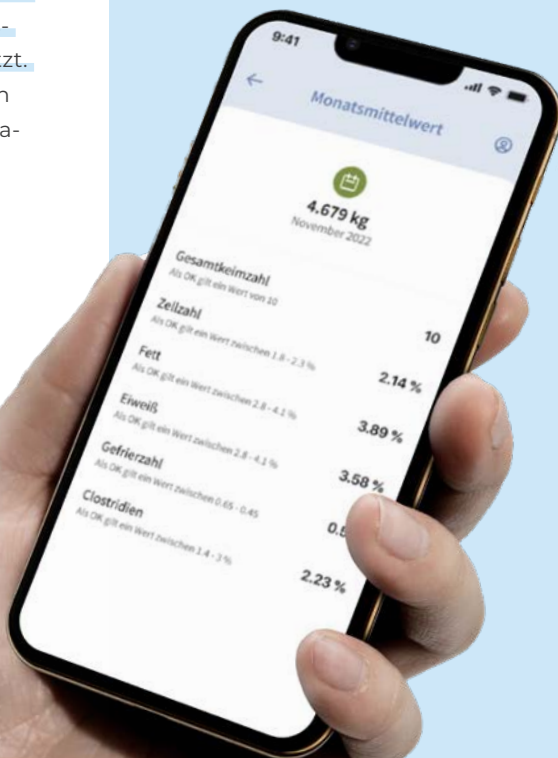 -
zt.
n
a-
9:41
Monatsmittelwert
4.679 kg
November 2022
Gesamtkeimzahl
Als OK gilt ein Wert von 10
10
Zellzahl
Als OK gilt ein Wert zwischen 1.8 - 2.3 %
2.14 %
Fett
Als OK gilt ein Wert zwischen 2.8 - 4.1 %
3.89 %
Eiweiß
Als OK gilt ein Wert zwischen 2.8 - 4.1 %
3.58 %
Gefrierzahl
Als OK gilt ein Wert zwischen 0.65 - 0.45
Clostridien
Als OK gilt ein Wert zwischen 1.4 - 3 %
2.23 %